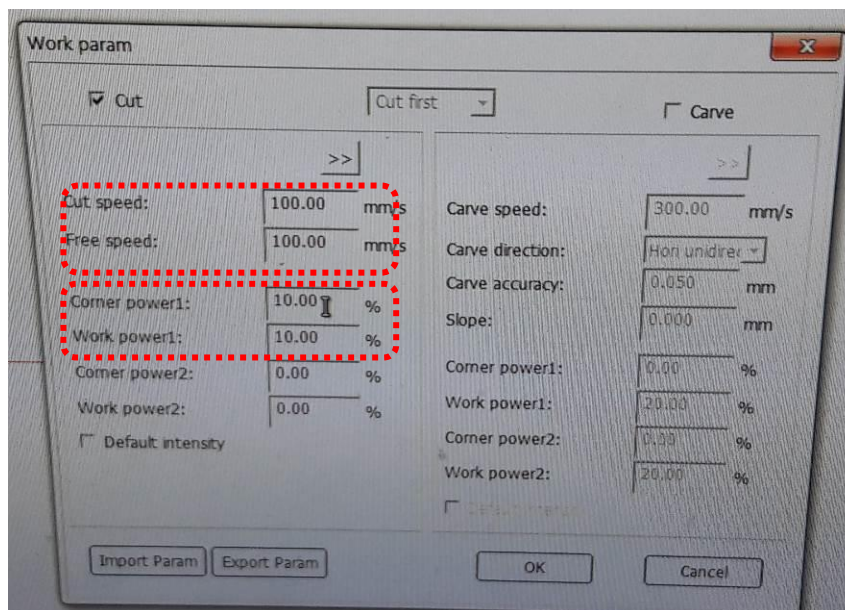 Work param
Cut
Cut first
Carve
>>
>>
Cut speed: 100.00 mm/s
Free speed: 100.00 mm/s
Corner power1: 10.00 %
Work power1: 10.00 %
Corner power2: 0.00 %
Work power2: 0.00 %
Default intensity
Carve speed: 300.00 mm/s
Carve direction: Hori unidirec
Carve accuracy: 0.050 mm
Slope: 0.000 mm
Corner power1: 0.00 %
Work power1: 20.00 %
Corner power2: 0.00 %
Work power2: 20.00 %
Import Param
Export Param
OK
Cancel